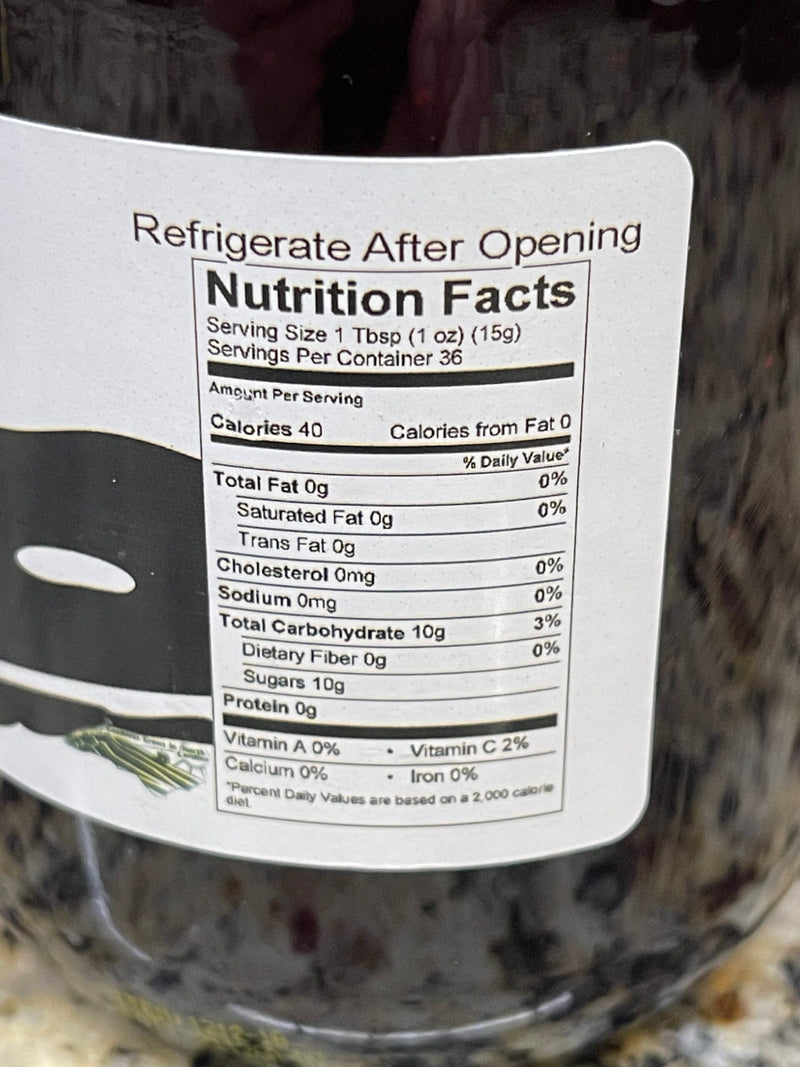 Refrigerate After Opening
Nutrition Facts
Serving Size 1 Tbsp (1 oz) (15g)
Servings Per Container 36
Amount Per Serving
Calories 40 Calories from Fat 0
% Daily Value*
Total Fat 0g 0%
Saturated Fat 0g 0%
Trans Fat 0g
Cholesterol 0mg 0%
Sodium 0mg 0%
Total Carbohydrate 10g 3%
Dietary Fiber 0g 0%
Sugars 10g
Protein 0g
Vitamin A 0% • Vitamin C 2%
Calcium 0% • Iron 0%
*Percent Daily Values are based on a 2,000 calorie
diet.